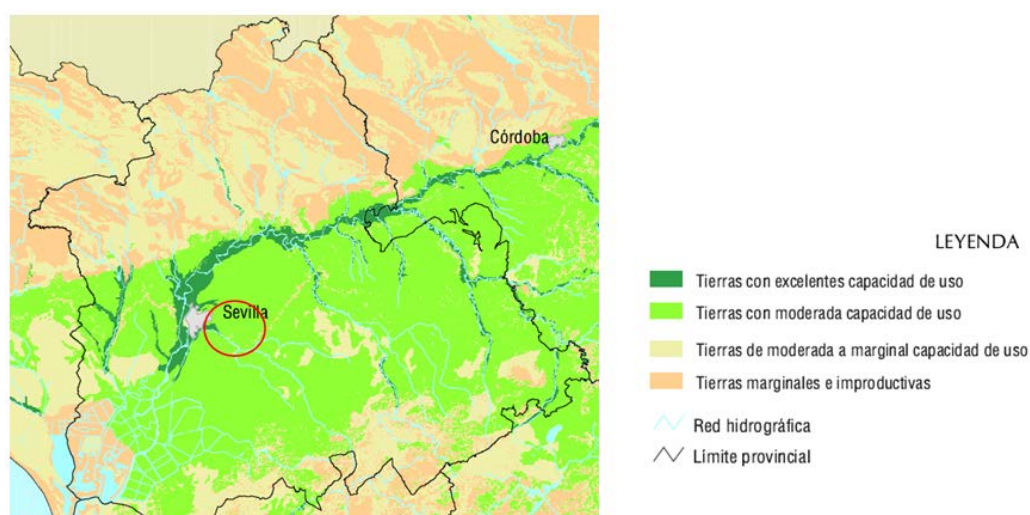 Córdoba
Sevilla
LEYENDA
Tierras con excelentes capacidad de uso
Tierras con moderada capacidad de uso
Tierras de moderada a marginal capacidad de uso
Tierras marginales e improductivas
Red hidrográfica
Límite provincial